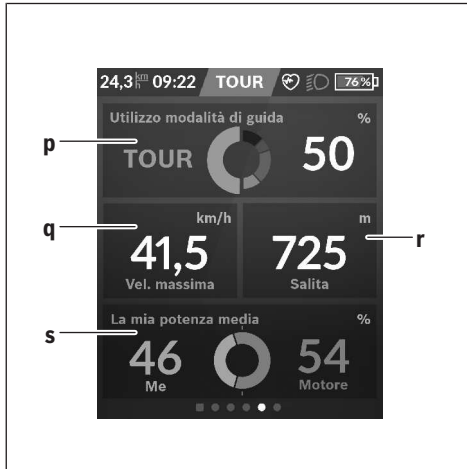 24,3 km/h 09:22 TOUR 76 %
Utilizzo modalità di guida %
p
TOUR 50
q
km/h
41,5
Vel. massima
m
725
Salita
r
La mia potenza media %
s
46 54
Me Motore